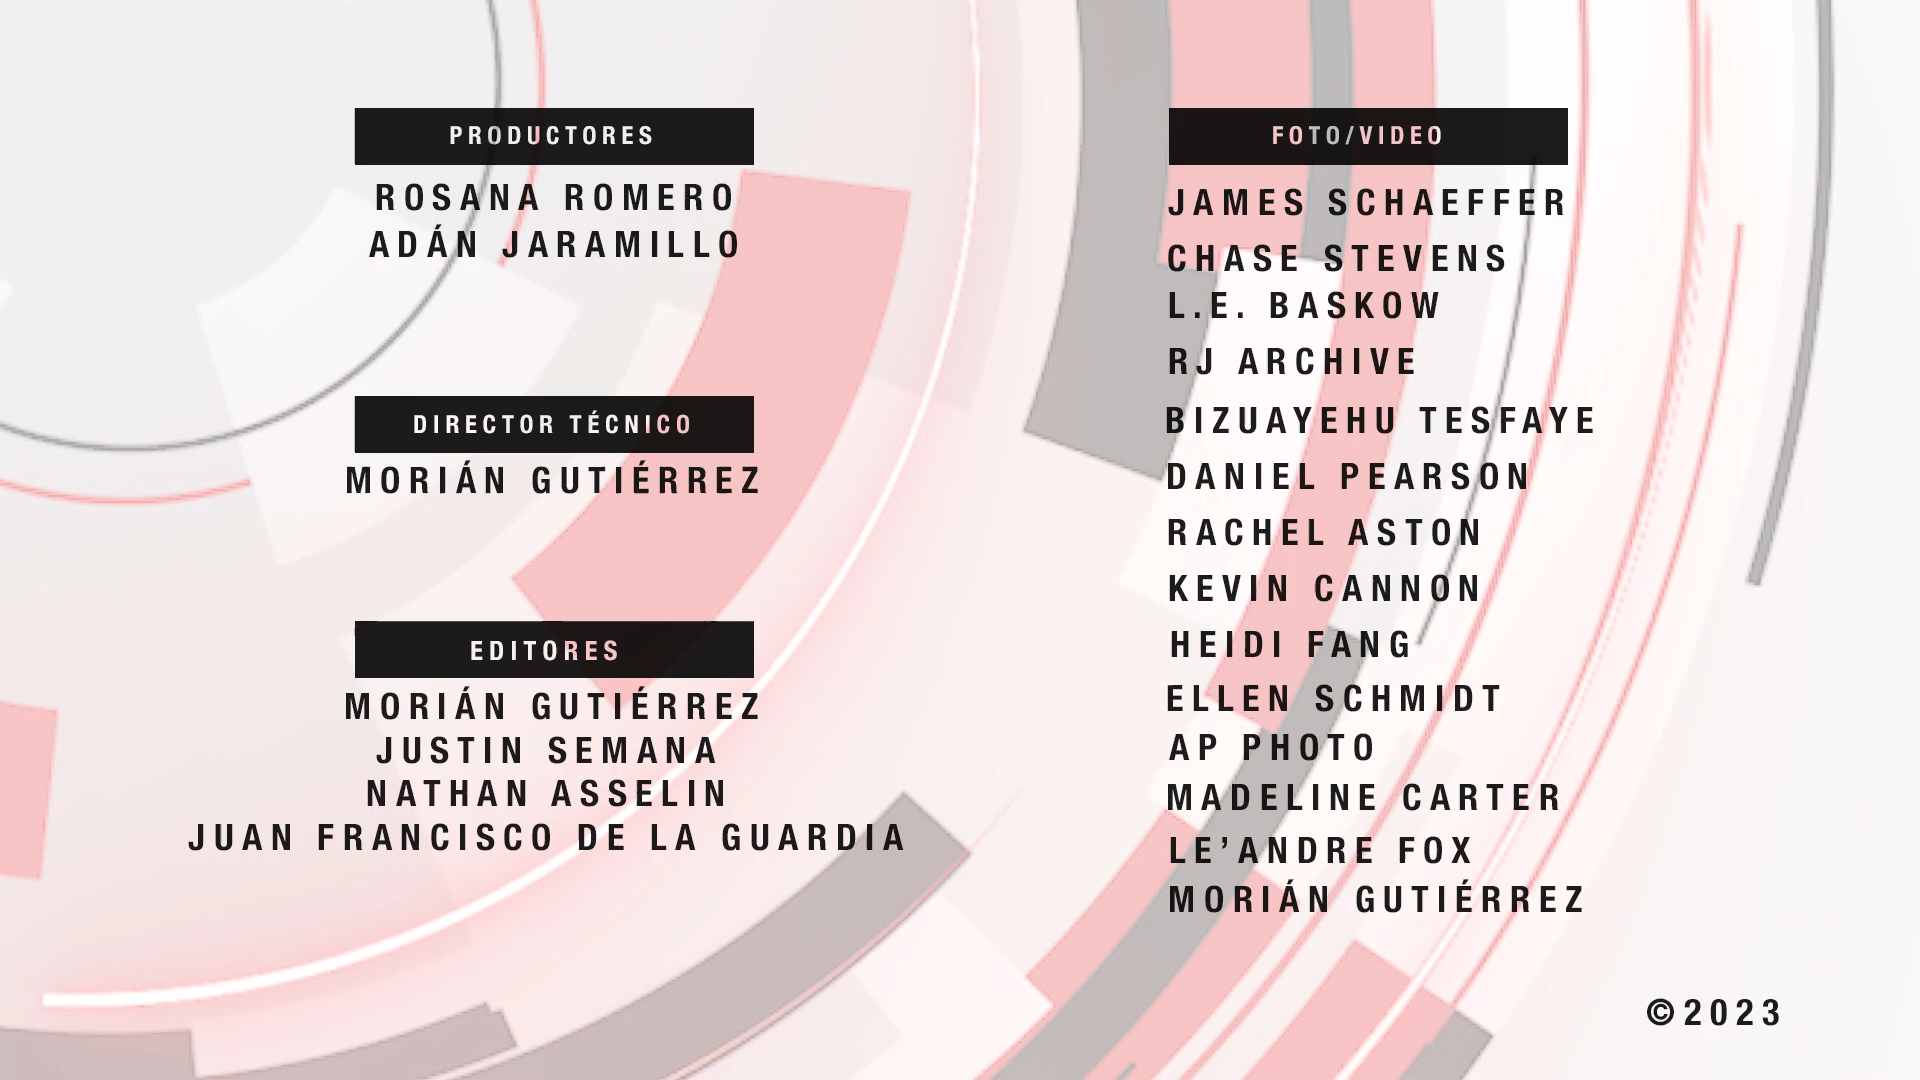 PRODUCTORES
ROSANA ROMERO
ADÁN JARAMILLO
DIRECTOR TÉCNICO
MORIÁN GUTIÉRREZ
EDITORES
MORIÁN GUTIÉRREZ
JUSTIN SEMANA
NATHAN ASSELIN
JUAN FRANCISCO DE LA GUARDIA
FOTO/VIDEO
JAMES SCHAEFFER
CHASE STEVENS
L.E. BASKOW
RJ ARCHIVE
BIZUAYEHU TESFAYE
DANIEL PEARSON
RACHEL ASTON
KEVIN CANNON
HEIDI FANG
ELLEN SCHMIDT
AP PHOTO
MADELINE CARTER
LE’ANDRE FOX
MORIÁN GUTIÉRREZ
©2023